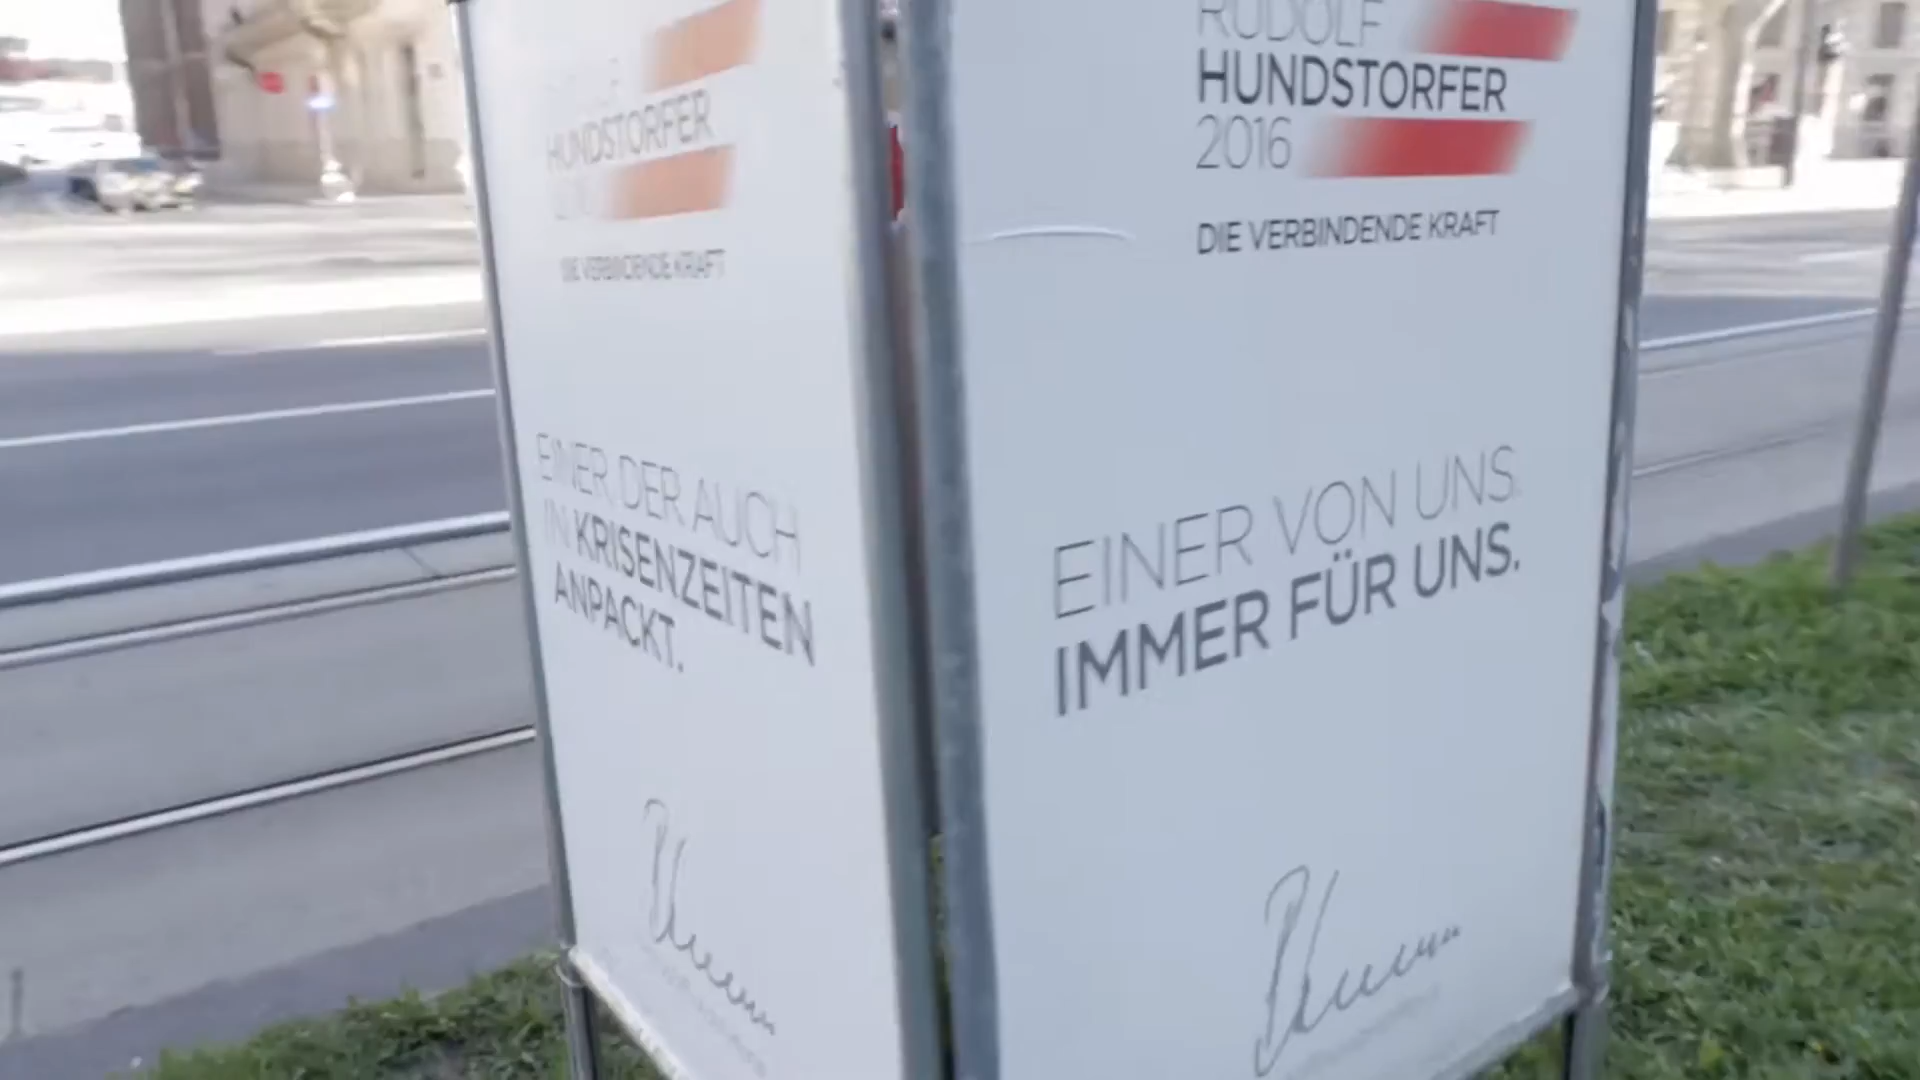 HUNDSTORFER
DIE VERBINDENDE KRAFT
EINER DER AUCH
IN KRISENZEITEN
ANPACKT.
RUDOLF
HUNDSTORFER
2016
DIE VERBINDENDE KRAFT
EINER VON UNS
IMMER FÜR UNS.